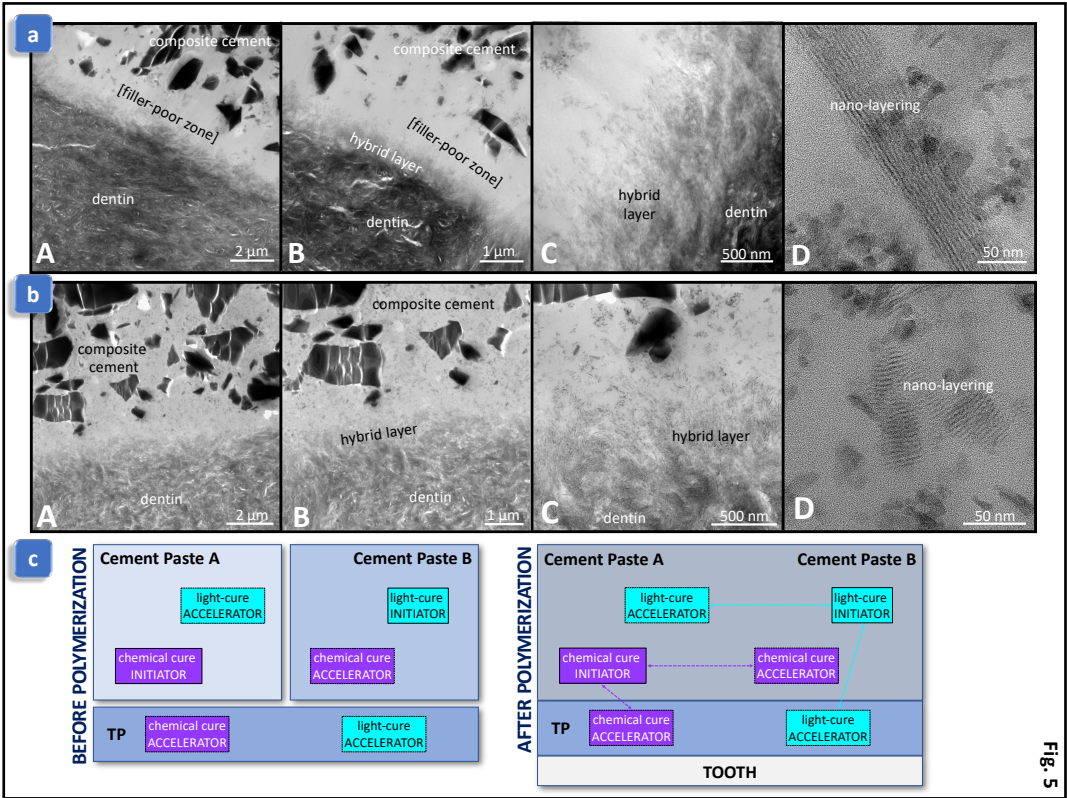 a
composite cement
[filler-poor zone]
dentin
A
2 µm
composite cement
[filler-poor zone]
hybrid layer
dentin
B
1 µm
hybrid
layer
dentin
C
500 nm
nano-layering
D
50 nm
b
composite
cement
dentin
A
2 µm
composite cement
hybrid layer
dentin
B
1 µm
hybrid layer
dentin
C
500 nm
nano-layering
D
50 nm
c
BEFORE POLYMERIZATION
Cement Paste A
light-cure
ACCELERATOR
chemical cure
INITIATOR
Cement Paste B
light-cure
INITIATOR
chemical cure
ACCELERATOR
TP
chemical cure
ACCELERATOR
light-cure
ACCELERATOR
AFTER POLYMERIZATION
Cement Paste A
Cement Paste B
light-cure
ACCELERATOR
light-cure
INITIATOR
chemical cure
INITIATOR
chemical cure
ACCELERATOR
TP
chemical cure
ACCELERATOR
light-cure
ACCELERATOR
TOOTH
Fig. 5